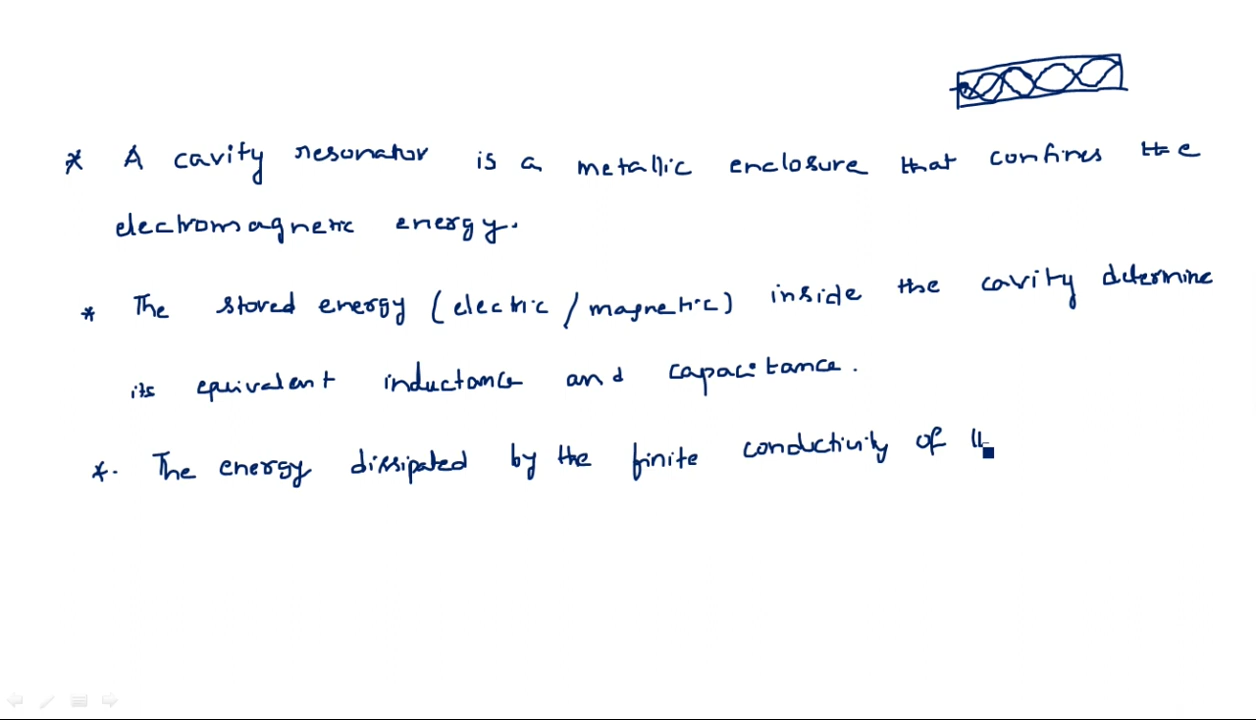 * A cavity resonator is a metallic enclosure that confines the
electromagnetic energy.
* The stored energy (electric / magnetic) inside the cavity determine
its equivalent inductance and capacitance.
*. The energy dissipated by the finite conductivity of